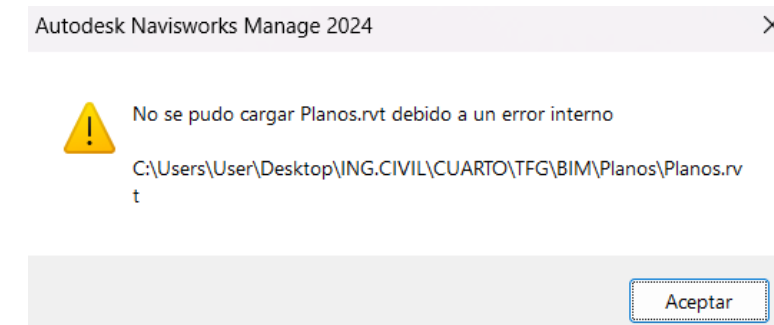 Autodesk Navisworks Manage 2024
No se pudo cargar Planos.rvt debido a un error interno
C:\Users\User\Desktop\ING.CIVIL\CUARTO\TFG\BIM\Planos\Planos.rv
t
Aceptar